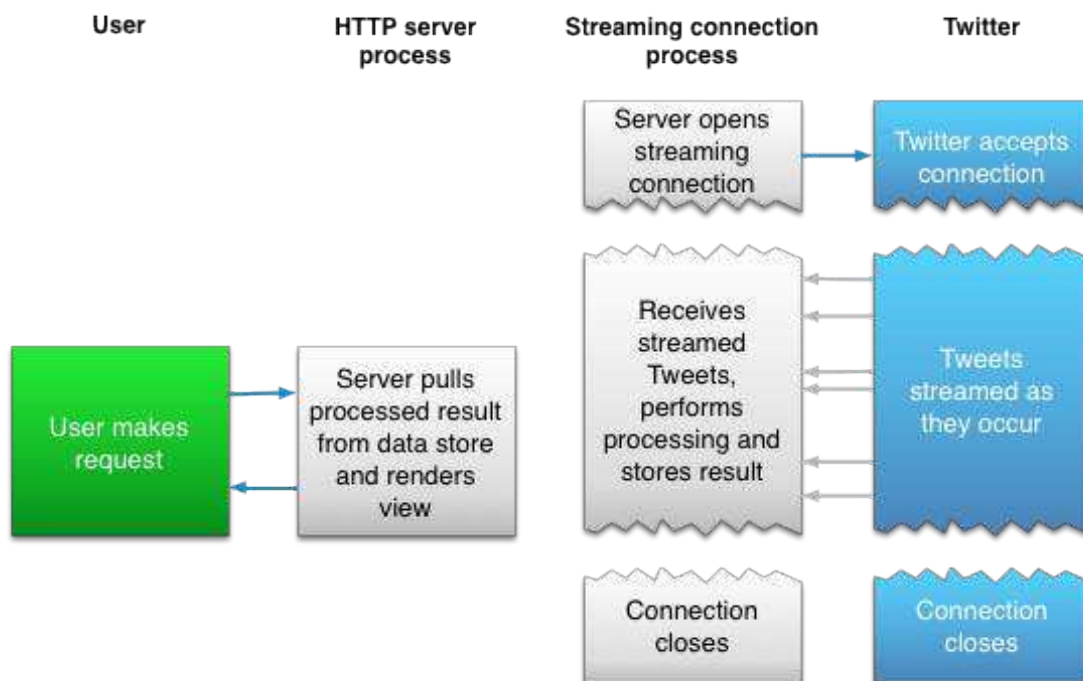 User
HTTP server
process
Streaming connection
process
Twitter
Server opens
streaming
connection
Twitter accepts
connection
User makes
request
Server pulls
processed result
from data store
and renders
view
Receives
streamed
Tweets,
performs
processing and
stores result
Tweets
streamed as
they occur
Connection
closes
Connection
closes